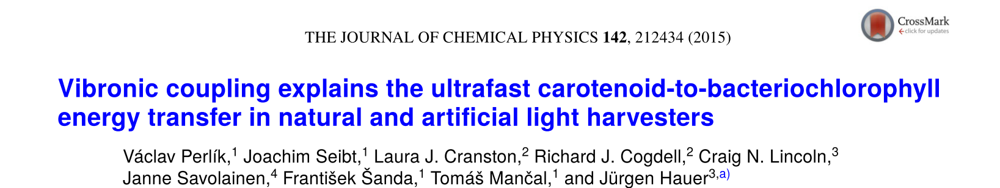 THE JOURNAL OF CHEMICAL PHYSICS 142, 212434 (2015)
CrossMark
click for updates
Vibronic coupling explains the ultrafast carotenoid-to-bacteriochlorophyll
energy transfer in natural and artificial light harvesters
Václav Perlík,1 Joachim Seibt,1 Laura J. Cranston,2 Richard J. Cogdell,2 Craig N. Lincoln,3
Janne Savolainen,4 František Šanda,1 Tomáš Mančal,1 and Jürgen Hauer3,a)